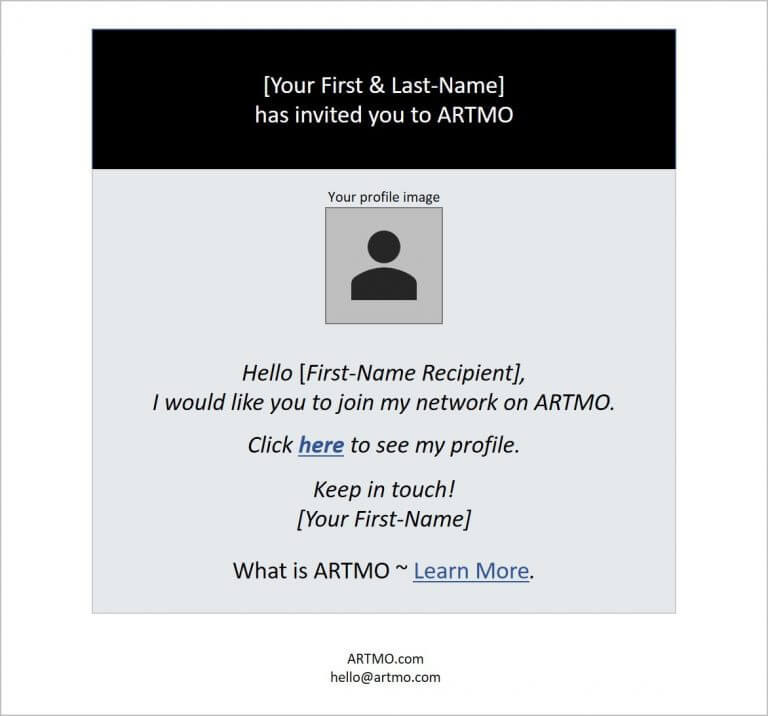 [Your First & Last-Name]
has invited you to ARTMO
Your profile image
Hello [First-Name Recipient],
I would like you to join my network on ARTMO.
Click here to see my profile.
Keep in touch!
[Your First-Name]
What is ARTMO ~ Learn More.
ARTMO.com
hello@artmo.com